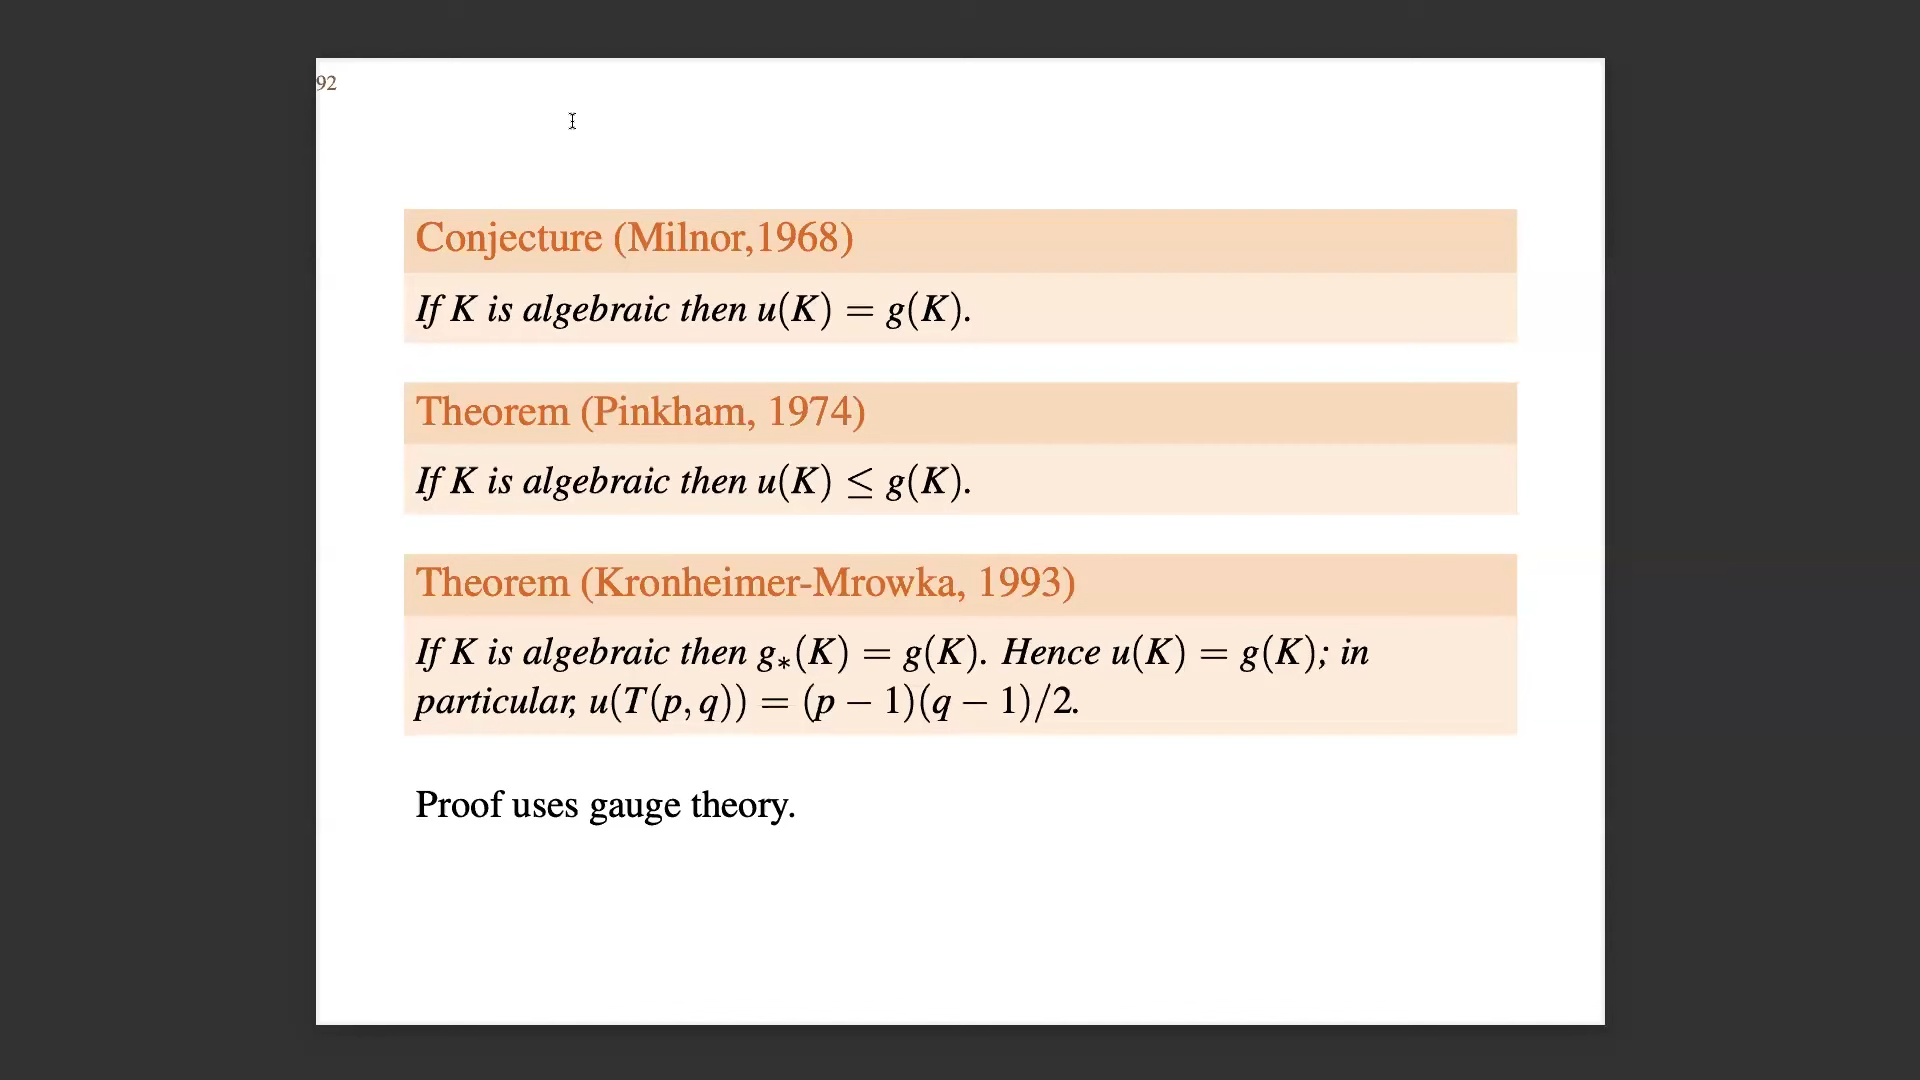 92
Conjecture (Milnor,1968)
If K is algebraic then u(K) = g(K).
Theorem (Pinkham, 1974)
If K is algebraic then u(K) ≤ g(K).
Theorem (Kronheimer-Mrowka, 1993)
If K is algebraic then g∗(K) = g(K). Hence u(K) = g(K); in
particular, u(T(p, q)) = (p − 1)(q − 1)/2.
Proof uses gauge theory.